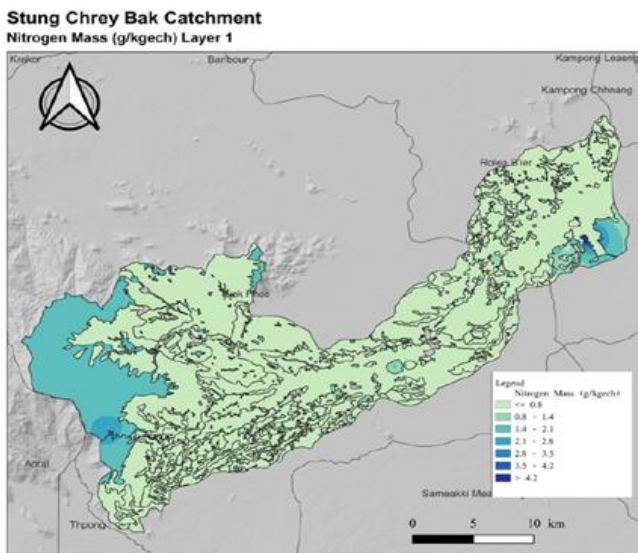 Stung Chrey Bak Catchment
Nitrogen Mass (g/kgech) Layer 1
Krakor
Baribour
Kampong Leaeng
Kampong Chhnang
Rolea B'ier
Tuek Phos
Aoral
Thpong
Sameakki Mea
Legend
Nitrogen Mass (g/kgech)
<= 0.8
0.8 - 1.4
1.4 - 2.1
2.1 - 2.8
2.8 - 3.5
3.5 - 4.2
> 4.2
0 5 10 km